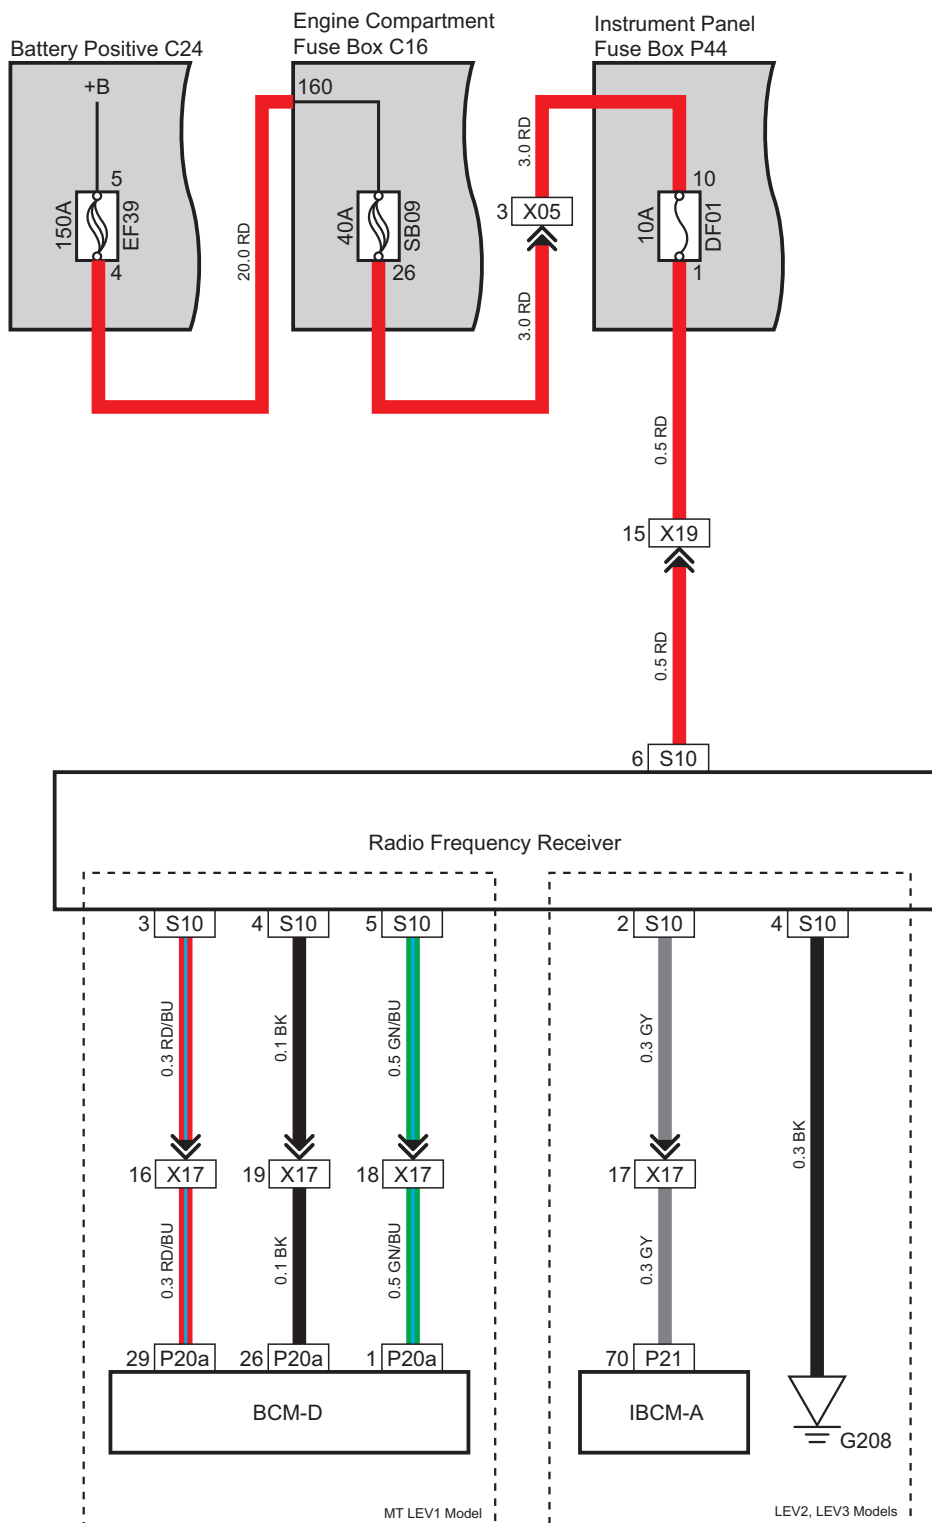 Battery Positive C24
Engine Compartment
Fuse Box C16
Instrument Panel
Fuse Box P44
+B
160
5
150A
EF39
4
20.0 RD
40A
SB09
26
3.0 RD
3 X05
3.0 RD
10
10A
DF01
1
0.5 RD
15 X19
0.5 RD
6 S10
Radio Frequency Receiver
3 S10
4 S10
5 S10
2 S10
4 S10
0.3 RD/BU
0.1 BK
0.5 GN/BU
0.3 GY
0.3 BK
16 X17
19 X17
18 X17
17 X17
0.3 RD/BU
0.1 BK
0.5 GN/BU
0.3 GY
29 P20a
26 P20a
1 P20a
70 P21
BCM-D
IBCM-A
G208
MT LEV1 Model
LEV2, LEV3 Models